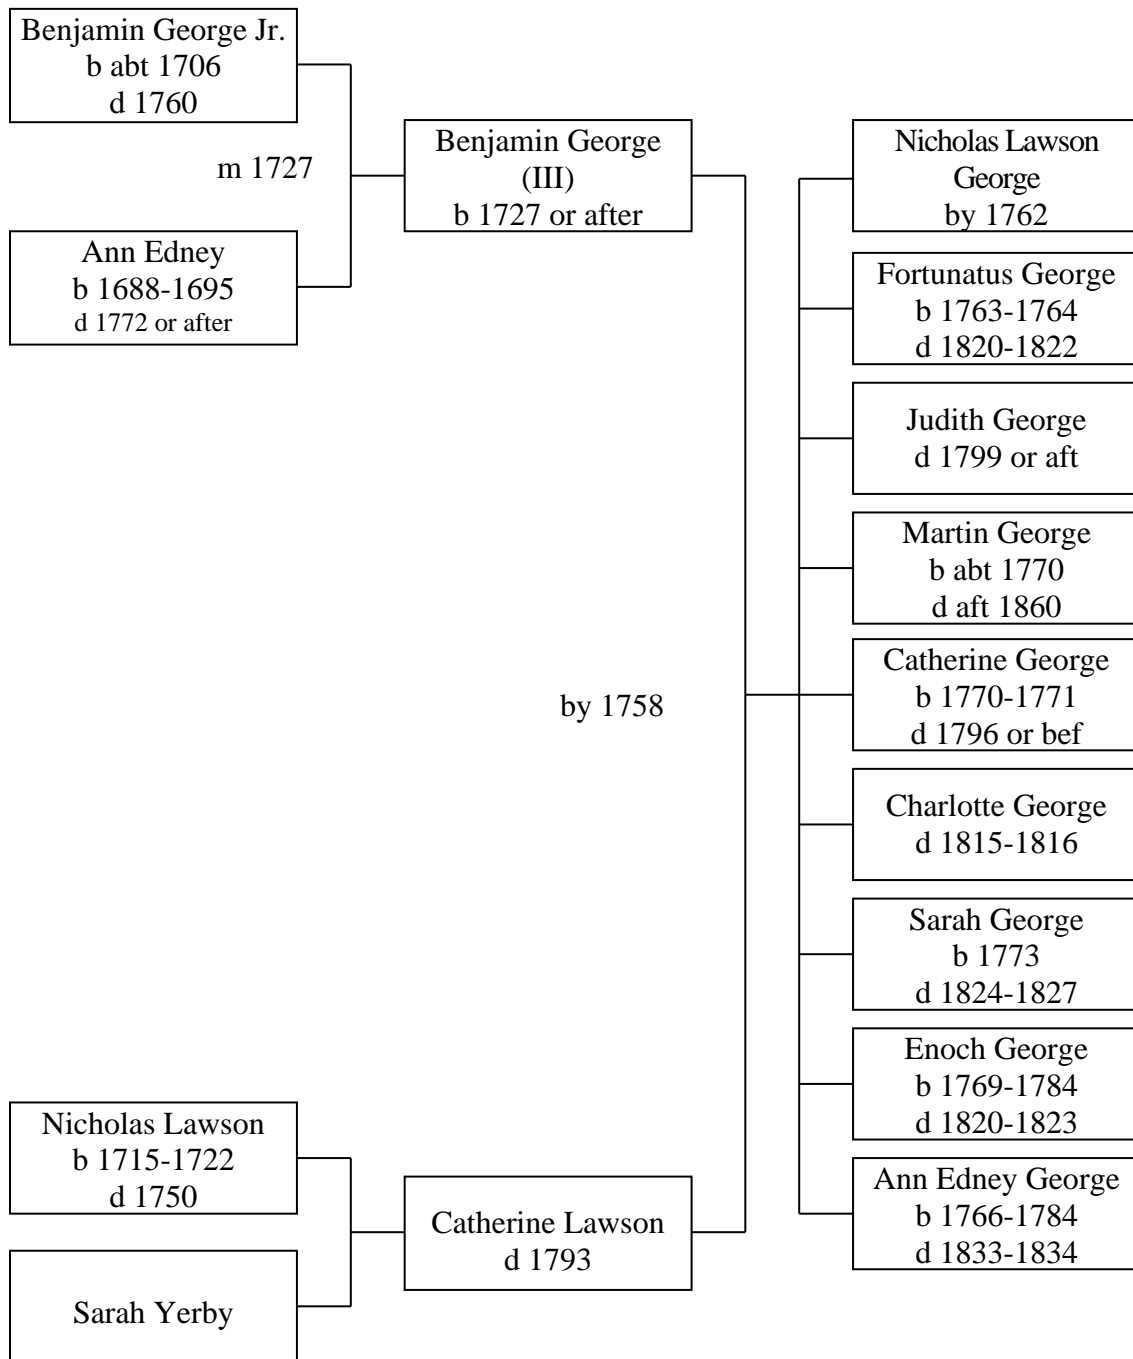 Benjamin George Jr.
b abt 1706
d 1760
m 1727
Ann Edney
b 1688-1695
d 1772 or after
Benjamin George
(III)
b 1727 or after
by 1758
Nicholas Lawson
b 1715-1722
d 1750
Sarah Yerby
Catherine Lawson
d 1793
Nicholas Lawson
George
by 1762
Fortunatus George
b 1763-1764
d 1820-1822
Judith George
d 1799 or aft
Martin George
b abt 1770
d aft 1860
Catherine George
b 1770-1771
d 1796 or bef
Charlotte George
d 1815-1816
Sarah George
b 1773
d 1824-1827
Enoch George
b 1769-1784
d 1820-1823
Ann Edney George
b 1766-1784
d 1833-1834